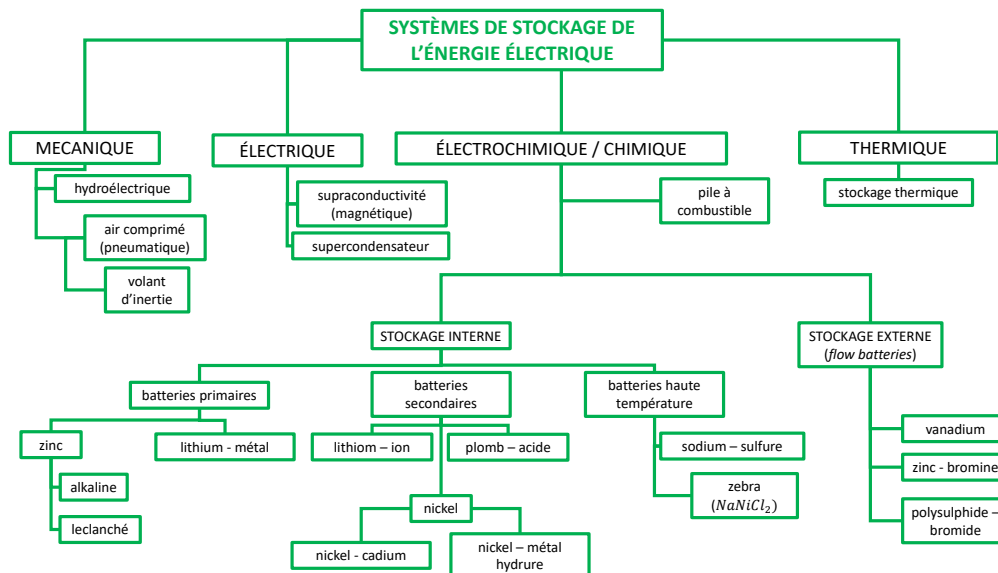 SYSTÈMES DE STOCKAGE DE
L'ÉNERGIE ÉLECTRIQUE
MECANIQUE
ÉLECTRIQUE
ÉLECTROCHIMIQUE / CHIMIQUE
THERMIQUE
hydroélectrique
air comprimé
(pneumatique)
volant
d'inertie
supraconductivité
(magnétique)
supercondensateur
pile à
combustible
stockage thermique
STOCKAGE INTERNE
STOCKAGE EXTERNE
(flow batteries)
batteries primaires
batteries
secondaires
batteries haute
température
zinc
lithium - métal
lithiom – ion
plomb – acide
sodium – sulfure
vanadium
alkaline
zebra
(NaNiCl₂)
zinc - bromine
leclanché
nickel
polysulphide –
bromide
nickel - cadium
nickel – métal
hydrure